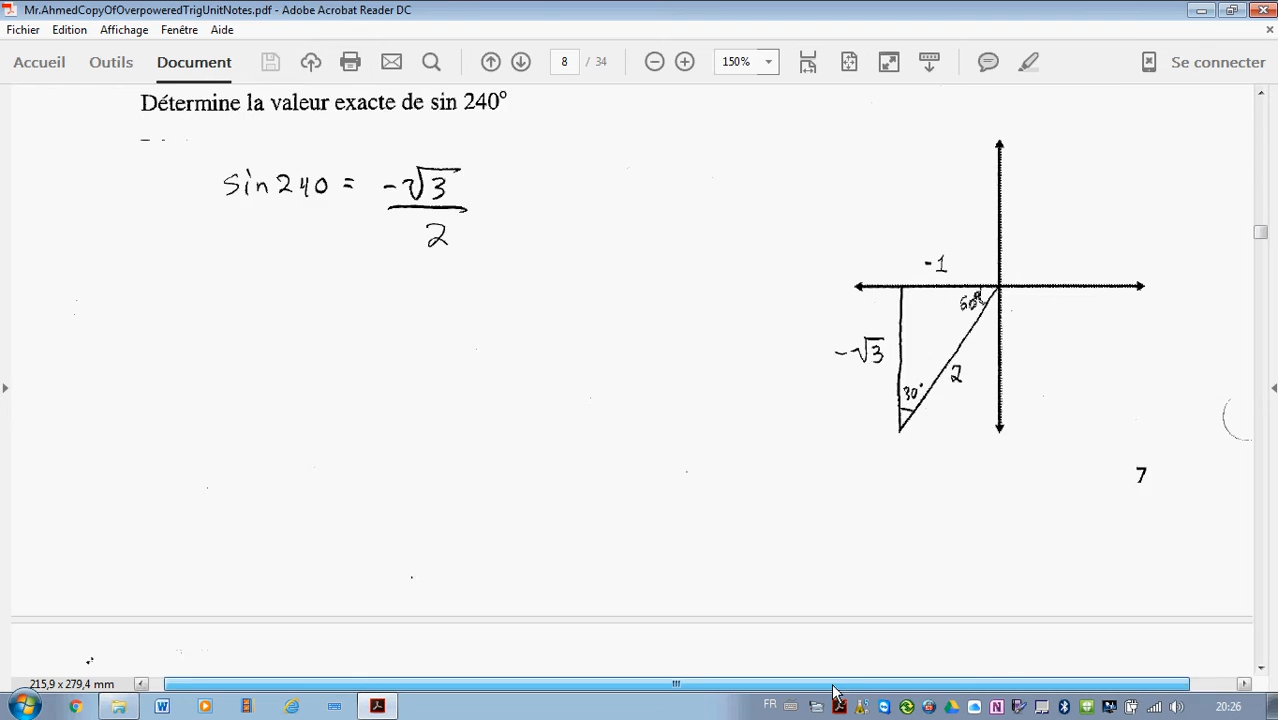 Mr.AhmedCopyOfOverpoweredTrigUnitNotes.pdf - Adobe Acrobat Reader DC
Fichier Edition Affichage Fenêtre Aide
Accueil Outils Document 8 / 34 150% Se connecter
Détermine la valeur exacte de sin 240°
sin 240 = -√3
2
-1
60°
-√3
2
30°
7
215,9 x 279,4 mm
FR 20:26